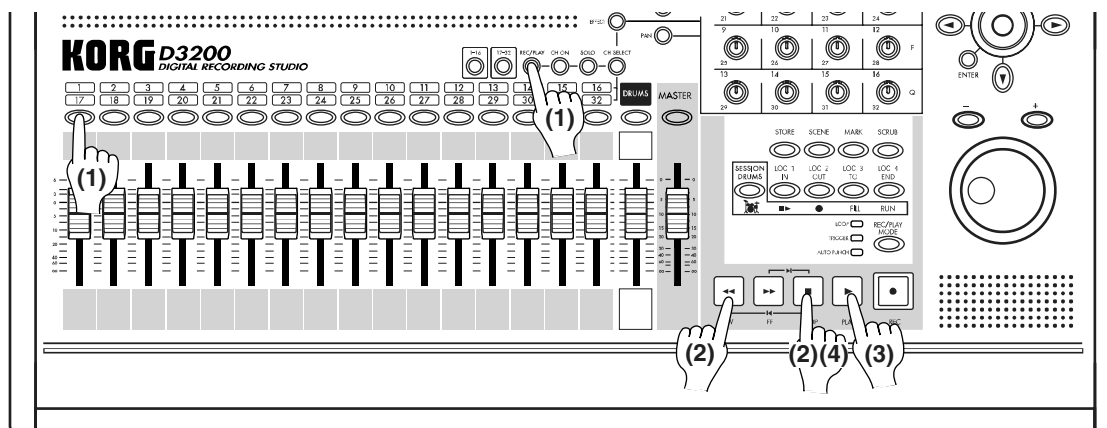 EFFECT
PAN
KORG D3200
DIGITAL RECORDING STUDIO
1-16 17-32 REC/PLAY CH ON SOLO CH SELECT
1 2 3 4 5 6 7 8 9 10 11 12 13 14 15 16
17 18 19 20 21 22 23 24 25 26 27 28 29 30 32
DRUMS MASTER
(1)
(1)
21 22 23 24
9 10 11 12 F
25 26 27 28
13 14 15 16 Q
29 30 31 32
ENTER
- +
STORE SCENE MARK SCRUB
SESSION DRUMS
LOC 1 LOC 2 LOC 3 LOC 4
IN OUT TO END
FILL RUN
TRIGGER
AUTO PUNCH
REC/PLAY
MODE
FF REC
(2) (2)(4) (3)